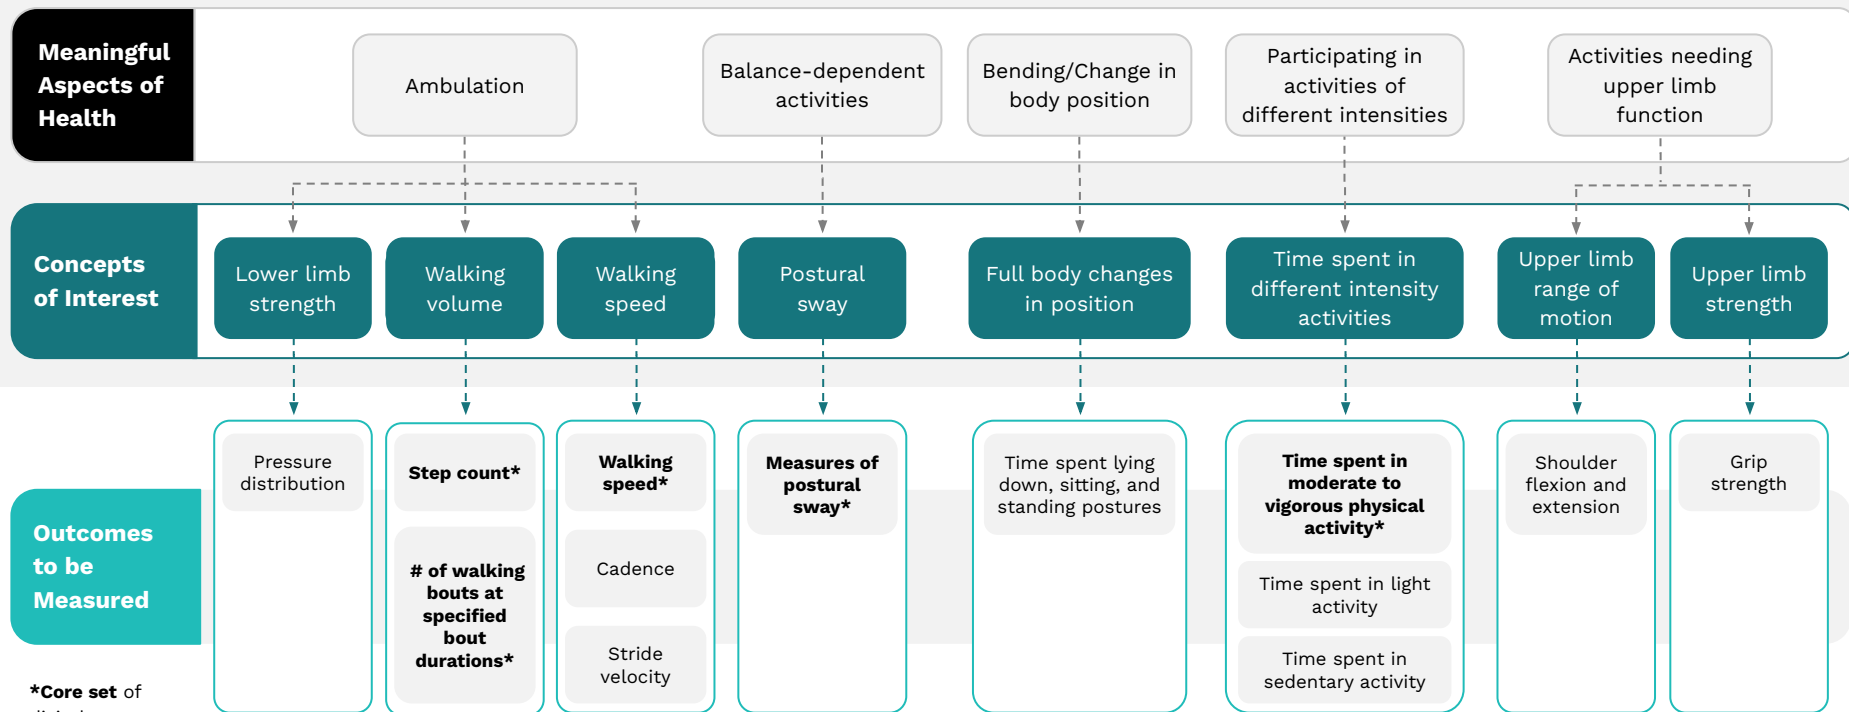 Meaningful
Aspects of
Health
Ambulation
Balance-dependent
activities
Bending/Change in
body position
Participating in
activities of
different intensities
Activities needing
upper limb
function
Concepts
of Interest
Lower limb
strength
Walking
volume
Walking
speed
Postural
sway
Full body changes
in position
Time spent in
different intensity
activities
Upper limb
range of
motion
Upper limb
strength
Outcomes
to be
Measured
Pressure
distribution
Step count*
# of walking
bouts at
specified
bout
durations*
Walking
speed*
Cadence
Stride
velocity
Measures of
postural
sway*
Time spent lying
down, sitting, and
standing postures
Time spent in
moderate to
vigorous physical
activity*
Time spent in light
activity
Time spent in
sedentary activity
Shoulder
flexion and
extension
Grip
strength
*Core set of